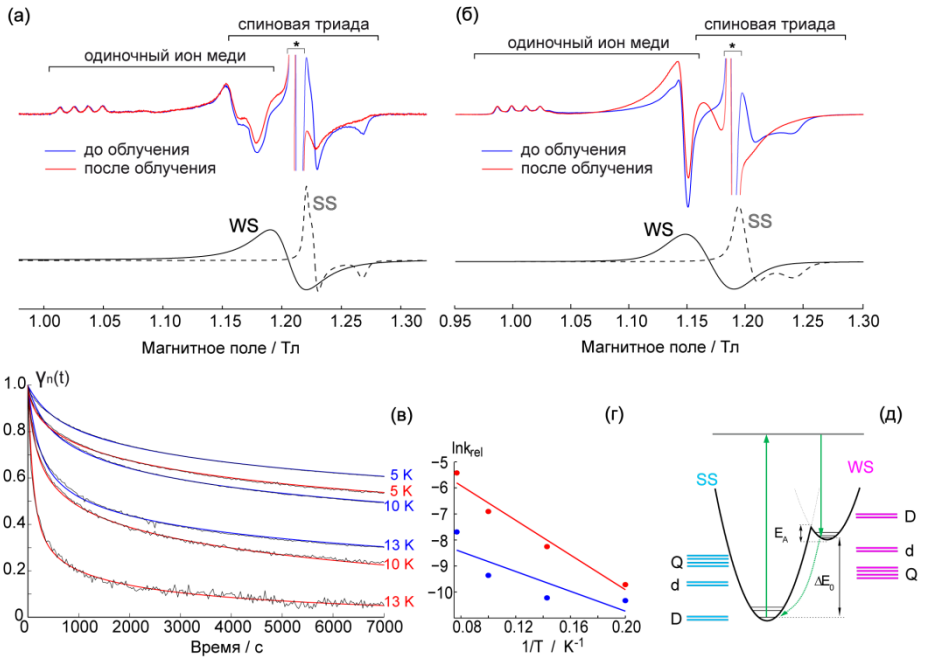 (а)
спиновая триада
*
одиночный ион меди
до облучения
после облучения
WS
SS
1.00 1.05 1.10 1.15 1.20 1.25 1.30
Магнитное поле / Тл
(б)
спиновая триада
*
одиночный ион меди
до облучения
после облучения
WS
SS
0.95 1.00 1.05 1.10 1.15 1.20 1.25 1.30
Магнитное поле / Тл
γn(t)
(в)
1.0
0.8
0.6
0.4
0.2
0
5 K
5 K
10 K
13 K
10 K
13 K
0 1000 2000 3000 4000 5000 6000 7000
Время / с
(г)
lnkrel
−5
−6
−7
−8
−9
−10
0.08 0.12 0.16 0.20
1/T / K⁻¹
(д)
SS
WS
EA
ΔE0
Q
d
D
D
d
Q